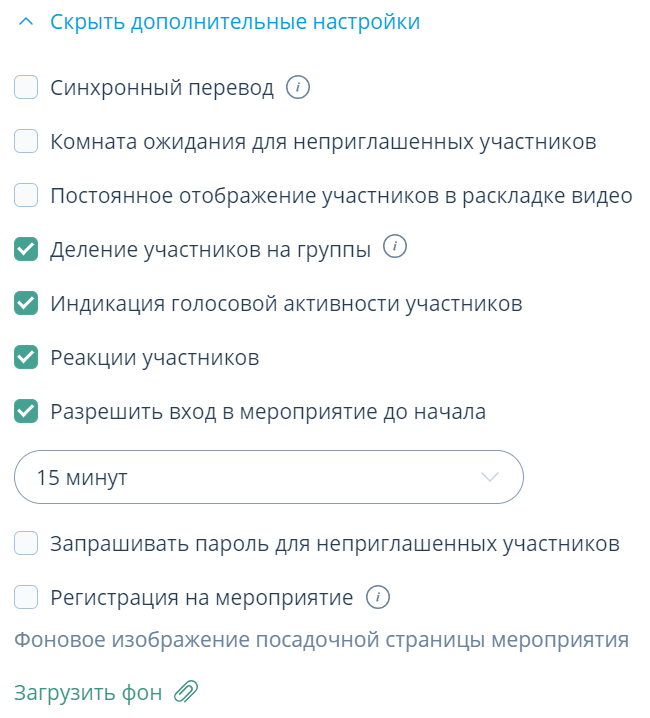 Скрыть дополнительные настройки
Синхронный перевод
Комната ожидания для неприглашенных участников
Постоянное отображение участников в раскладке видео
Деление участников на группы
Индикация голосовой активности участников
Реакции участников
Разрешить вход в мероприятие до начала
15 минут
Запрашивать пароль для неприглашенных участников
Регистрация на мероприятие
Фоновое изображение посадочной страницы мероприятия
Загрузить фон